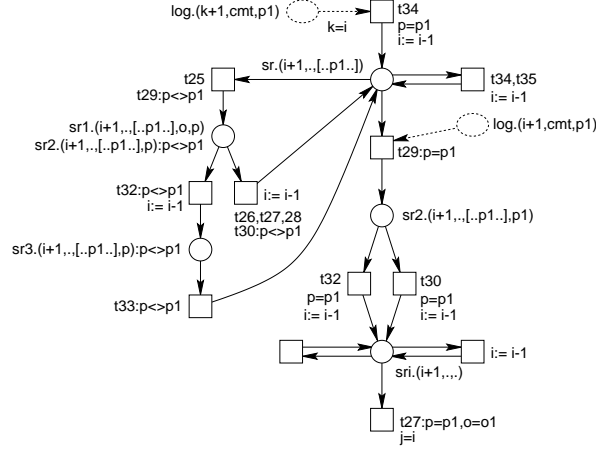 log.(k+1,cmt,p1)
k=i
t34
p=p1
i:= i-1
sr.(i+1,.,[..p1..])
t25
t29:p<>p1
t34,t35
i:= i-1
log.(i+1,cmt,p1)
t29:p=p1
sr1.(i+1,.,[..p1..],o,p)
sr2.(i+1,.,[..p1..],p):p<>p1
t32:p<>p1
i:= i-1
i:= i-1
t26,t27,28
t30:p<>p1
sr2.(i+1,.,[..p1..],p1)
sr3.(i+1,.,[..p1..],p):p<>p1
t33:p<>p1
t32
p=p1
i:= i-1
t30
p=p1
i:= i-1
i:= i-1
sri.(i+1,.,.)
t27:p=p1,o=o1
j=i